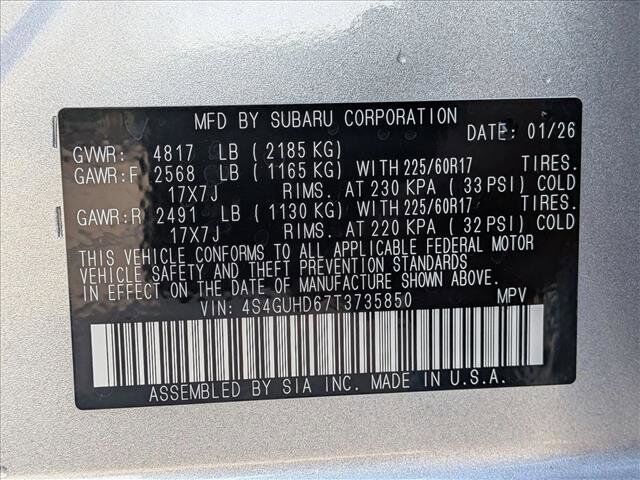 MFD BY SUBARU CORPORATION DATE: 01/26
GVWR: 4817 LB (2185 KG)
GAWR:F 2568 LB (1165 KG) WITH 225/60R17 TIRES.
17X7J RIMS. AT 230 KPA (33 PSI) COLD
GAWR:R 2491 LB (1130 KG) WITH 225/60R17 TIRES.
17X7J RIMS. AT 220 KPA (32 PSI) COLD
THIS VEHICLE CONFORMS TO ALL APPLICABLE FEDERAL MOTOR
VEHICLE SAFETY AND THEFT PREVENTION STANDARDS
IN EFFECT ON THE DATE OF MANUFACTURE SHOWN ABOVE.
VIN: 4S4GUHD67T3735850 MPV
ASSEMBLED BY SIA INC. MADE IN U.S.A.